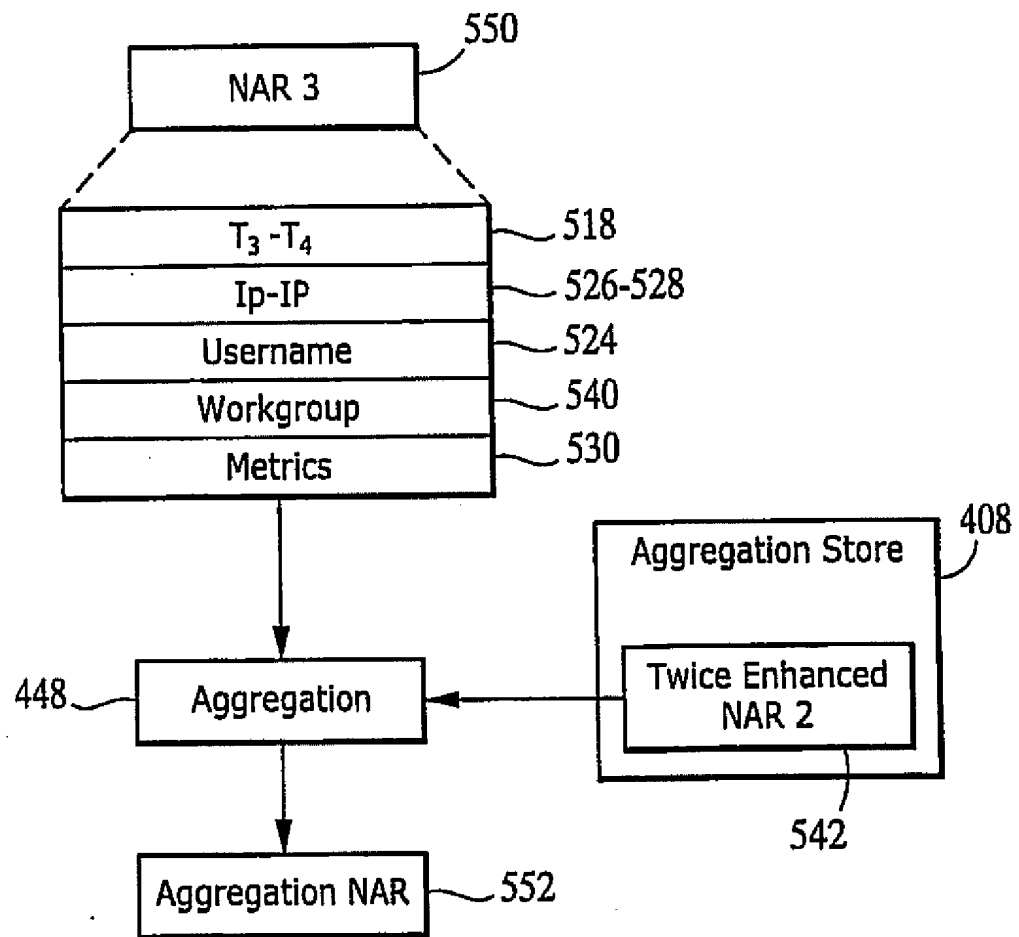 550
NAR 3
T₃-T₄
518
Ip-IP
526-528
Username
524
Workgroup
540
Metrics
530
408
Aggregation Store
448
Aggregation
Twice Enhanced
NAR 2
542
Aggregation NAR
552